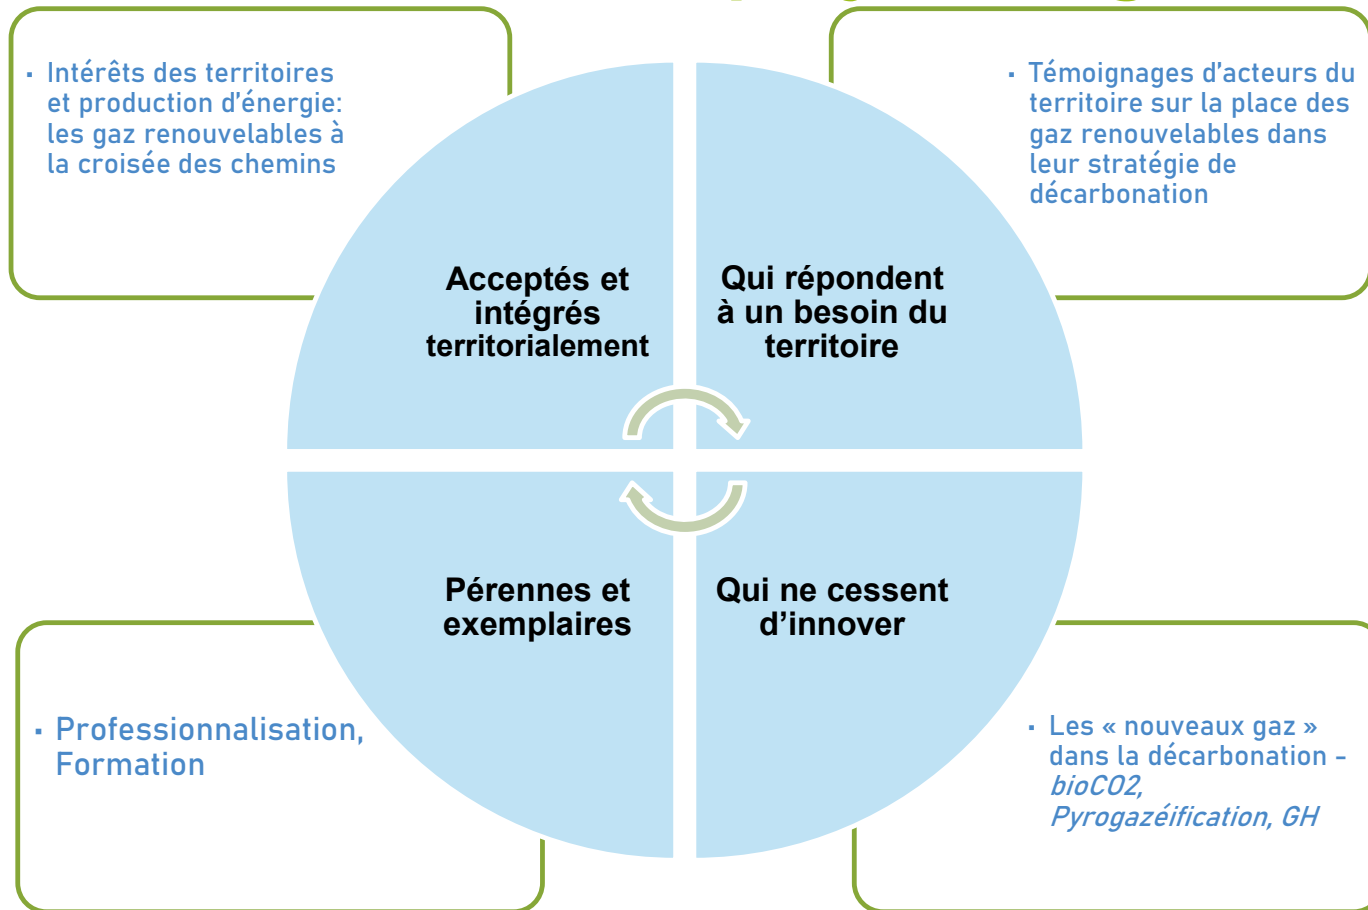 ▪ Intérêts des territoires
et production d’énergie:
les gaz renouvelables à
la croisée des chemins
▪ Témoignages d’acteurs du
territoire sur la place des
gaz renouvelables dans
leur stratégie de
décarbonation
Acceptés et
intégrés
territorialement
Qui répondent
à un besoin du
territoire
Pérennes et
exemplaires
Qui ne cessent
d’innover
▪ Professionnalisation,
Formation
▪ Les « nouveaux gaz »
dans la décarbonation -
bioCO2,
Pyrogazéification, GH